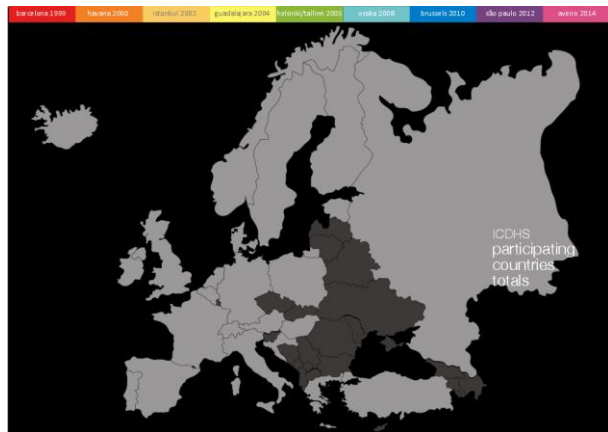 barcelona 1999
havana 2000
istanbul 2002
guadalajara 2004
helsinki/tallinn 2006
osaka 2008
brussels 2010
são paulo 2012
aveiro 2014
ICDHS
participating
countries
totals